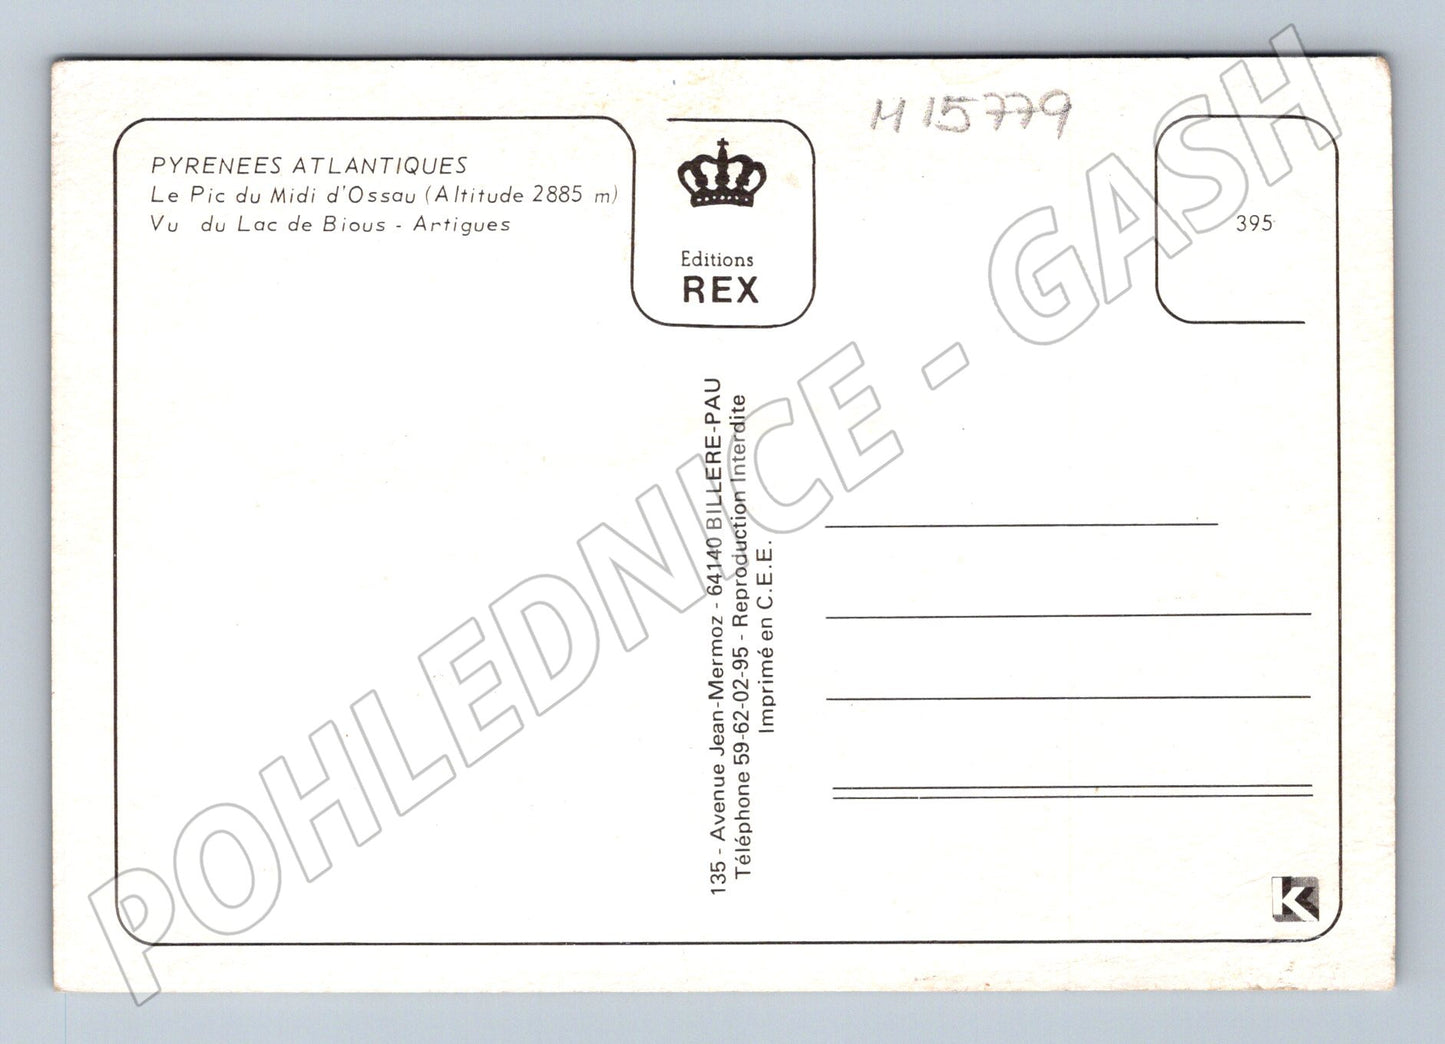 H 15779
PYRENEES ATLANTIQUES
Le Pic du Midi d'Ossau (Altitude 2885 m)
Vu du Lac de Bious - Artigues
Editions
REX
395
135 - Avenue Jean-Mermoz - 64140 BILLERE-PAU
Téléphone 59-62-02-95 - Reproduction Interdite
Imprimé en C.E.E.
K
POHLEDNICE - GASH